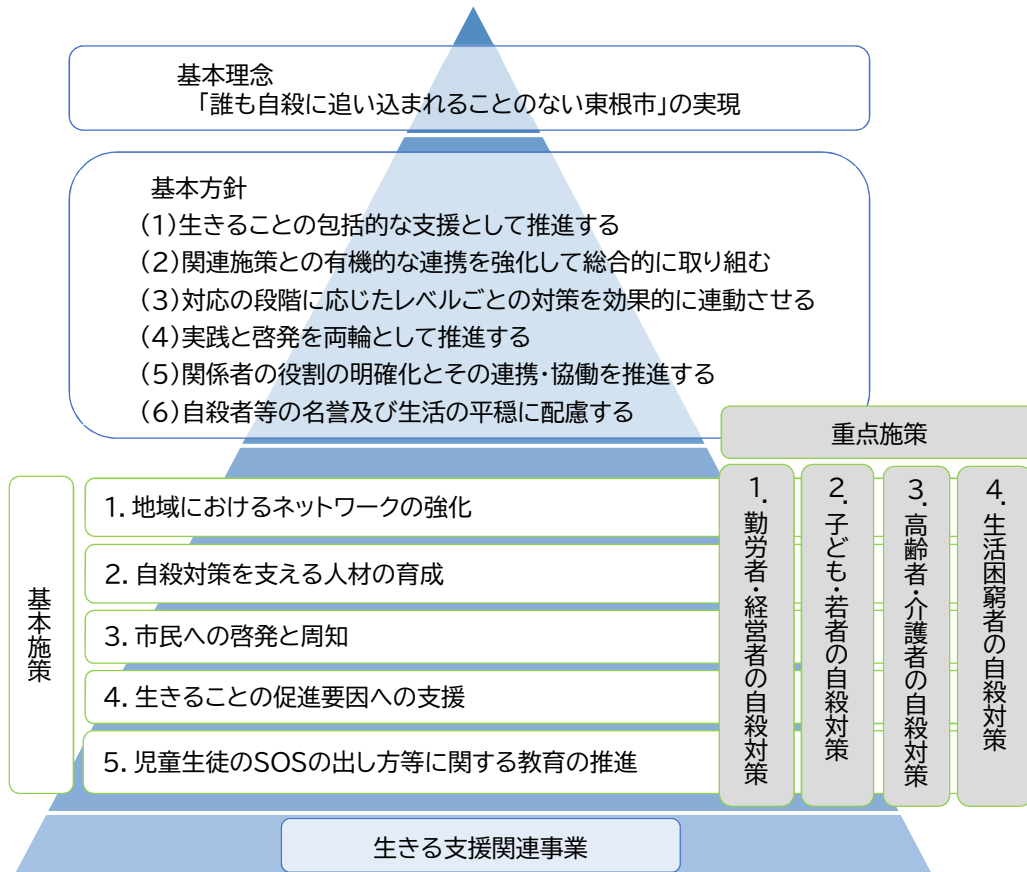 基本理念
「誰も自殺に追い込まれることのない東根市」の実現
基本方針
(1)生きることの包括的な支援として推進する
(2)関連施策との有機的な連携を強化して総合的に取り組む
(3)対応の段階に応じたレベルごとの対策を効果的に連動させる
(4)実践と啓発を両輪として推進する
(5)関係者の役割の明確化とその連携・協働を推進する
(6)自殺者等の名誉及び生活の平穏に配慮する
重点施策
1.勤労者・経営者の自殺対策
2.子ども・若者の自殺対策
3.高齢者・介護者の自殺対策
4.生活困窮者の自殺対策
基本施策
1.地域におけるネットワークの強化
2.自殺対策を支える人材の育成
3.市民への啓発と周知
4.生きることの促進要因への支援
5.児童生徒のSOSの出し方等に関する教育の推進
生きる支援関連事業